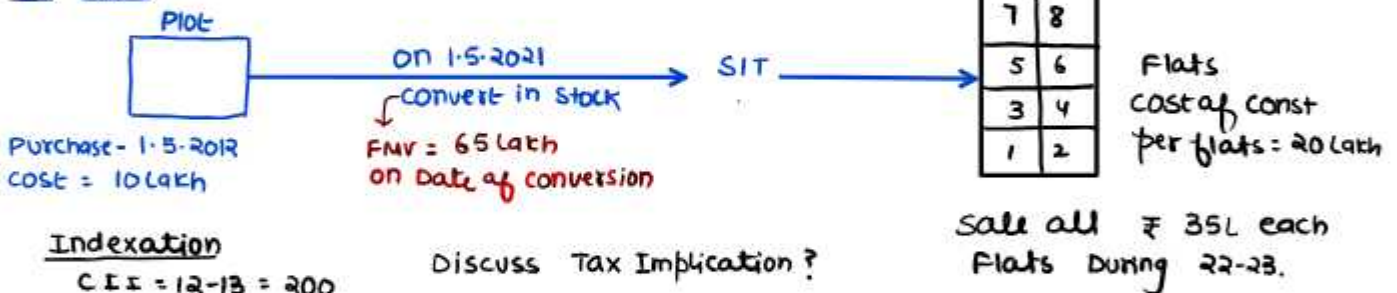 Plot
Purchase - 1.5.2012
cost = 10 Lakh
on 1.5.2021
convert in stock
FMV = 65 Lakh
on Date of conversion
SIT
7 8
5 6
3 4
1 2
Flats
cost of const
per flats = 20 Lakh
Sale all ₹ 35L each
Flats During 22-23.
Indexation
CII = 12-13 = 200
Discuss Tax Implication ?